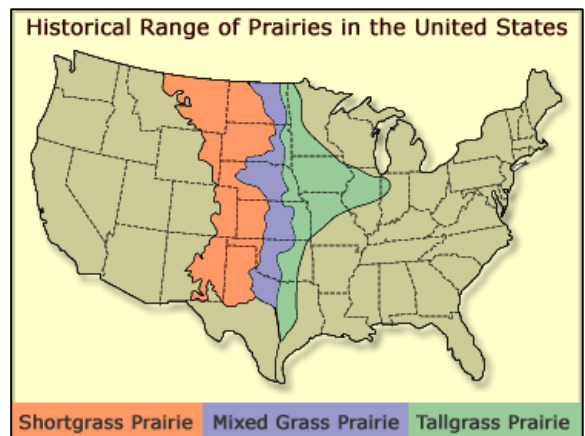 Historical Range of Prairies in the United States
Shortgrass Prairie
Mixed Grass Prairie
Tallgrass Prairie